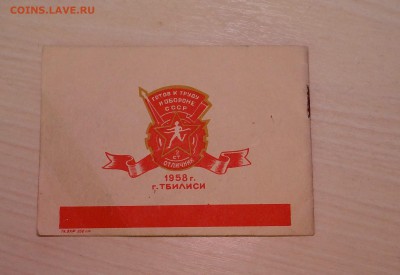 COINS.LAVE.RU
ГОТОВ К ТРУДУ
И ОБОРОНЕ
СССР
ОТЛИЧНИК
1958 г.
г. ТБИЛИСИ